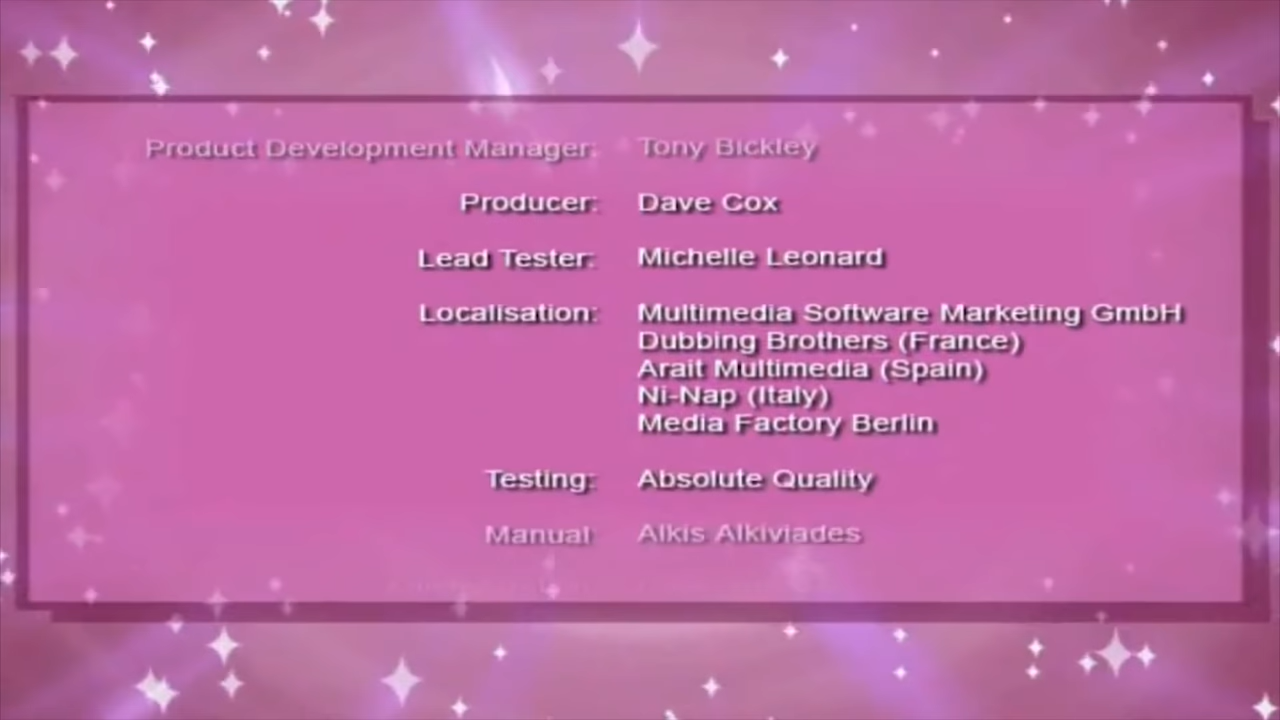 Product Development Manager: Tony Bickley
Producer: Dave Cox
Lead Tester: Michelle Leonard
Localisation: Multimedia Software Marketing GmbH
Dubbing Brothers (France)
Arait Multimedia (Spain)
Ni-Nap (Italy)
Media Factory Berlin
Testing: Absolute Quality
Manual: Alkis Alkiviades